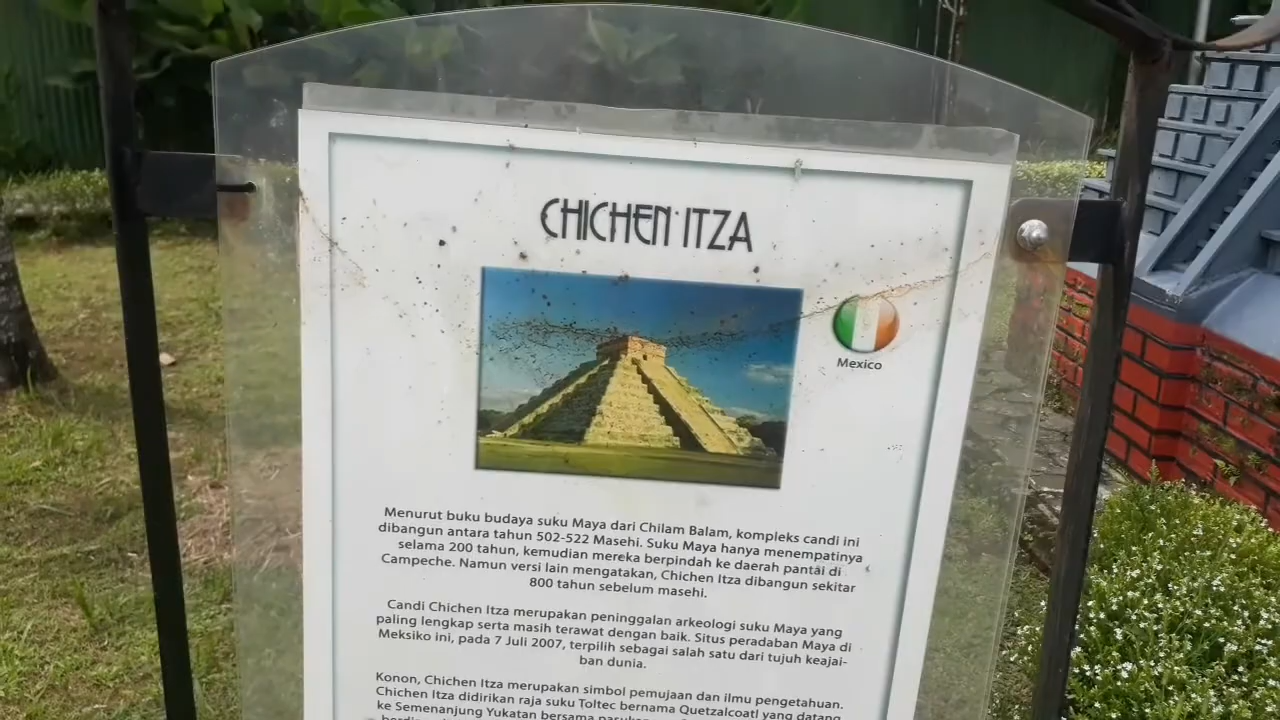 CHICHEN ITZA
Mexico
Menurut buku budaya suku Maya dari Chilam Balam, kompleks candi ini
dibangun antara tahun 502-522 Masehi. Suku Maya hanya menempatinya
selama 200 tahun, kemudian mereka berpindah ke daerah pantai di
Campeche. Namun versi lain mengatakan, Chichen Itza dibangun sekitar
800 tahun sebelum masehi.
Candi Chichen Itza merupakan peninggalan arkeologi suku Maya yang
paling lengkap serta masih terawat dengan baik. Situs peradaban Maya di
Meksiko ini, pada 7 Juli 2007, terpilih sebagai salah satu dari tujuh keajai-
ban dunia.
Konon, Chichen Itza merupakan simbol pemujaan dan ilmu pengetahuan.
Chichen Itza didirikan raja suku Toltec bernama Quetzalcoatl yang datang
ke Semenanjung Yukatan bersama